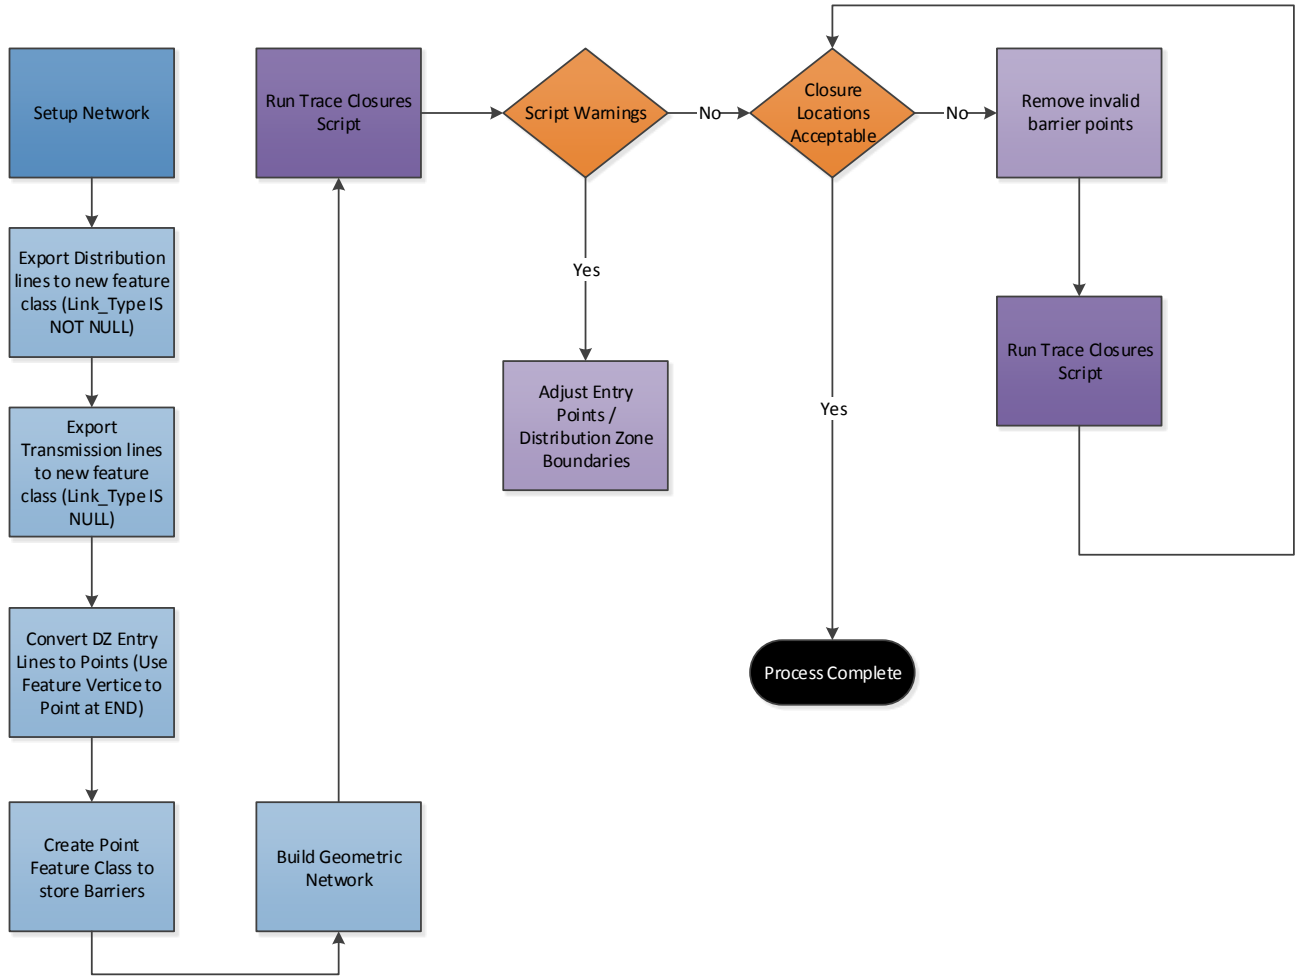 Setup Network
Export Distribution
lines to new feature
class (Link_Type IS
NOT NULL)
Export
Transmission lines
to new feature
class (Link_Type IS
NULL)
Convert DZ Entry
Lines to Points (Use
Feature Vertice to
Point at END)
Create Point
Feature Class to
store Barriers
Build Geometric
Network
Run Trace Closures
Script
Script Warnings
No
Yes
Adjust Entry
Points /
Distribution Zone
Boundaries
Closure
Locations
Acceptable
No
Yes
Process Complete
Remove invalid
barrier points
Run Trace Closures
Script